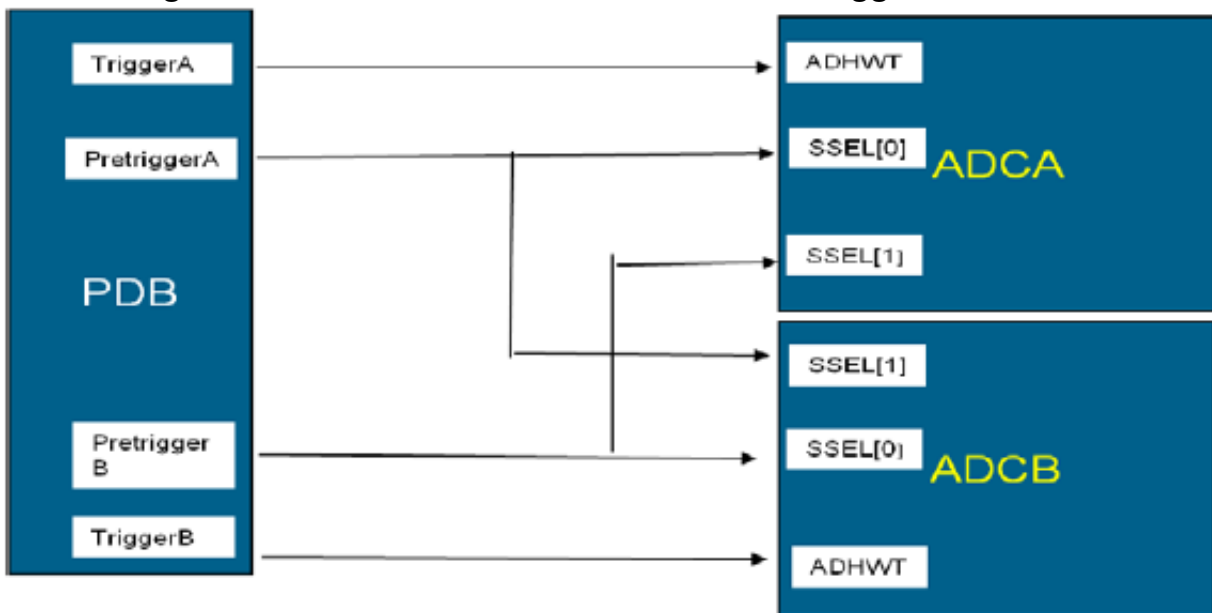 TriggerA
PretriggerA
PDB
Pretrigger
B
TriggerB
ADHWT
SSEL[0]
ADCA
SSEL[1]
SSEL[1]
SSEL[0]
ADCB
ADHWT